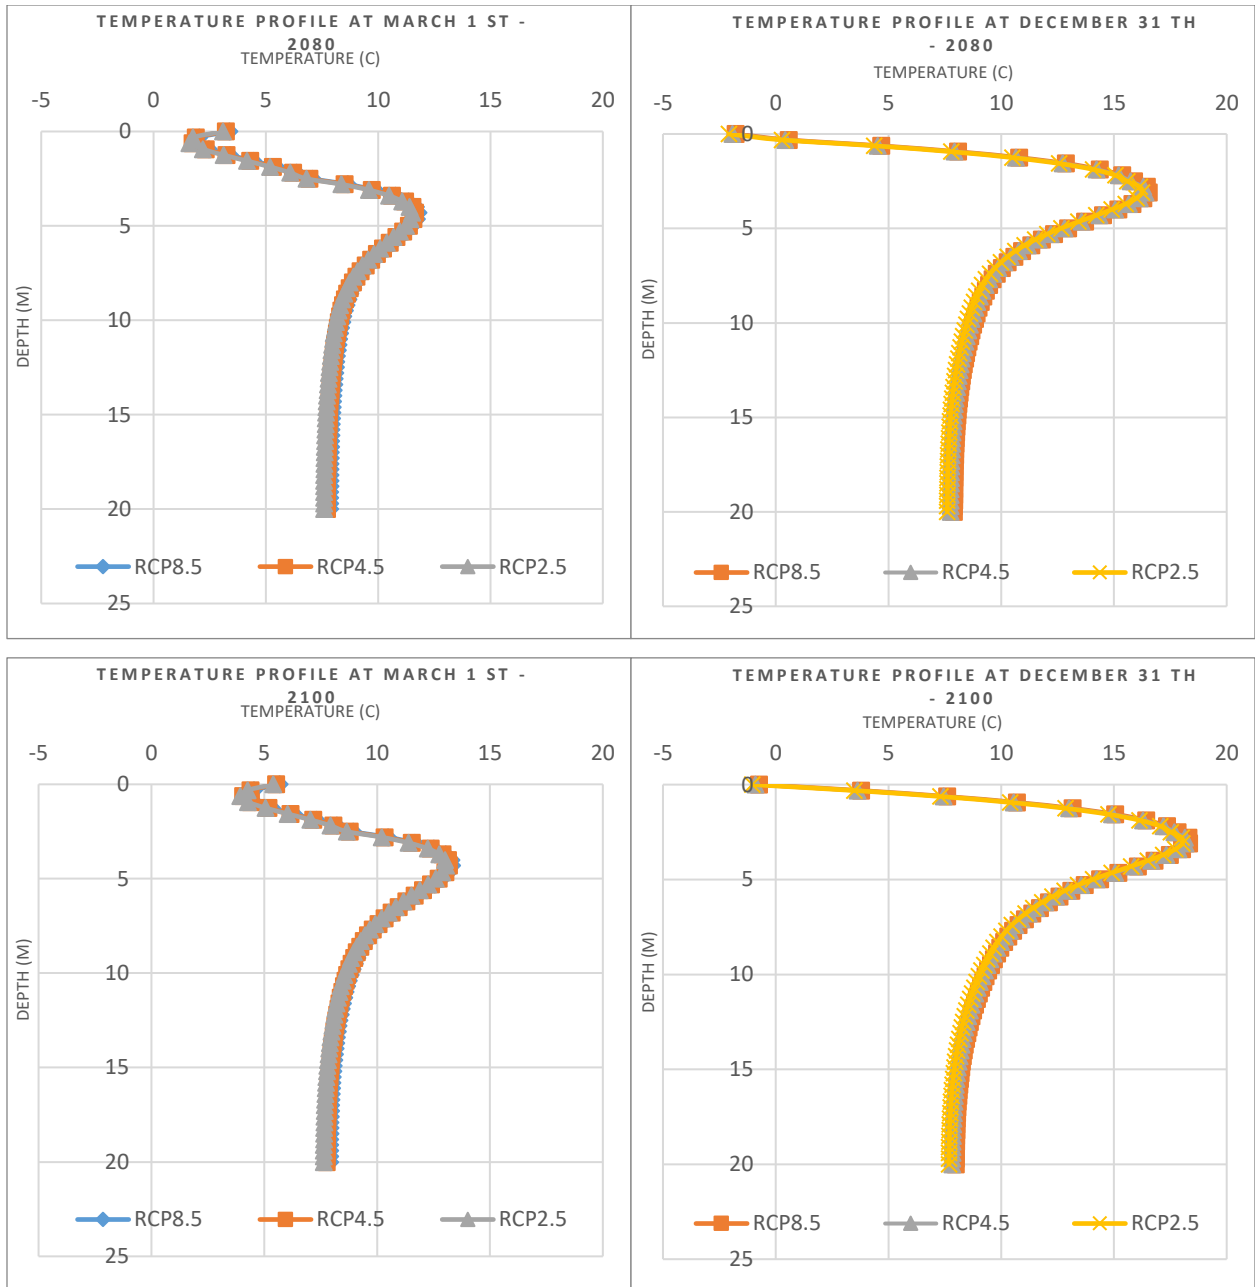 TEMPERATURE PROFILE AT MARCH 1 ST -
2080
TEMPERATURE (C)
-5 0 5 10 15 20
0
5
10
15
20
25
DEPTH (M)
RCP8.5 RCP4.5 RCP2.5
TEMPERATURE PROFILE AT DECEMBER 31 TH
- 2080
TEMPERATURE (C)
-5 0 5 10 15 20
0
5
10
15
20
25
DEPTH (M)
RCP8.5 RCP4.5 RCP2.5
TEMPERATURE PROFILE AT MARCH 1 ST -
2100
TEMPERATURE (C)
-5 0 5 10 15 20
0
5
10
15
20
25
DEPTH (M)
RCP8.5 RCP4.5 RCP2.5
TEMPERATURE PROFILE AT DECEMBER 31 TH
- 2100
TEMPERATURE (C)
-5 0 5 10 15 20
0
5
10
15
20
25
DEPTH (M)
RCP8.5 RCP4.5 RCP2.5